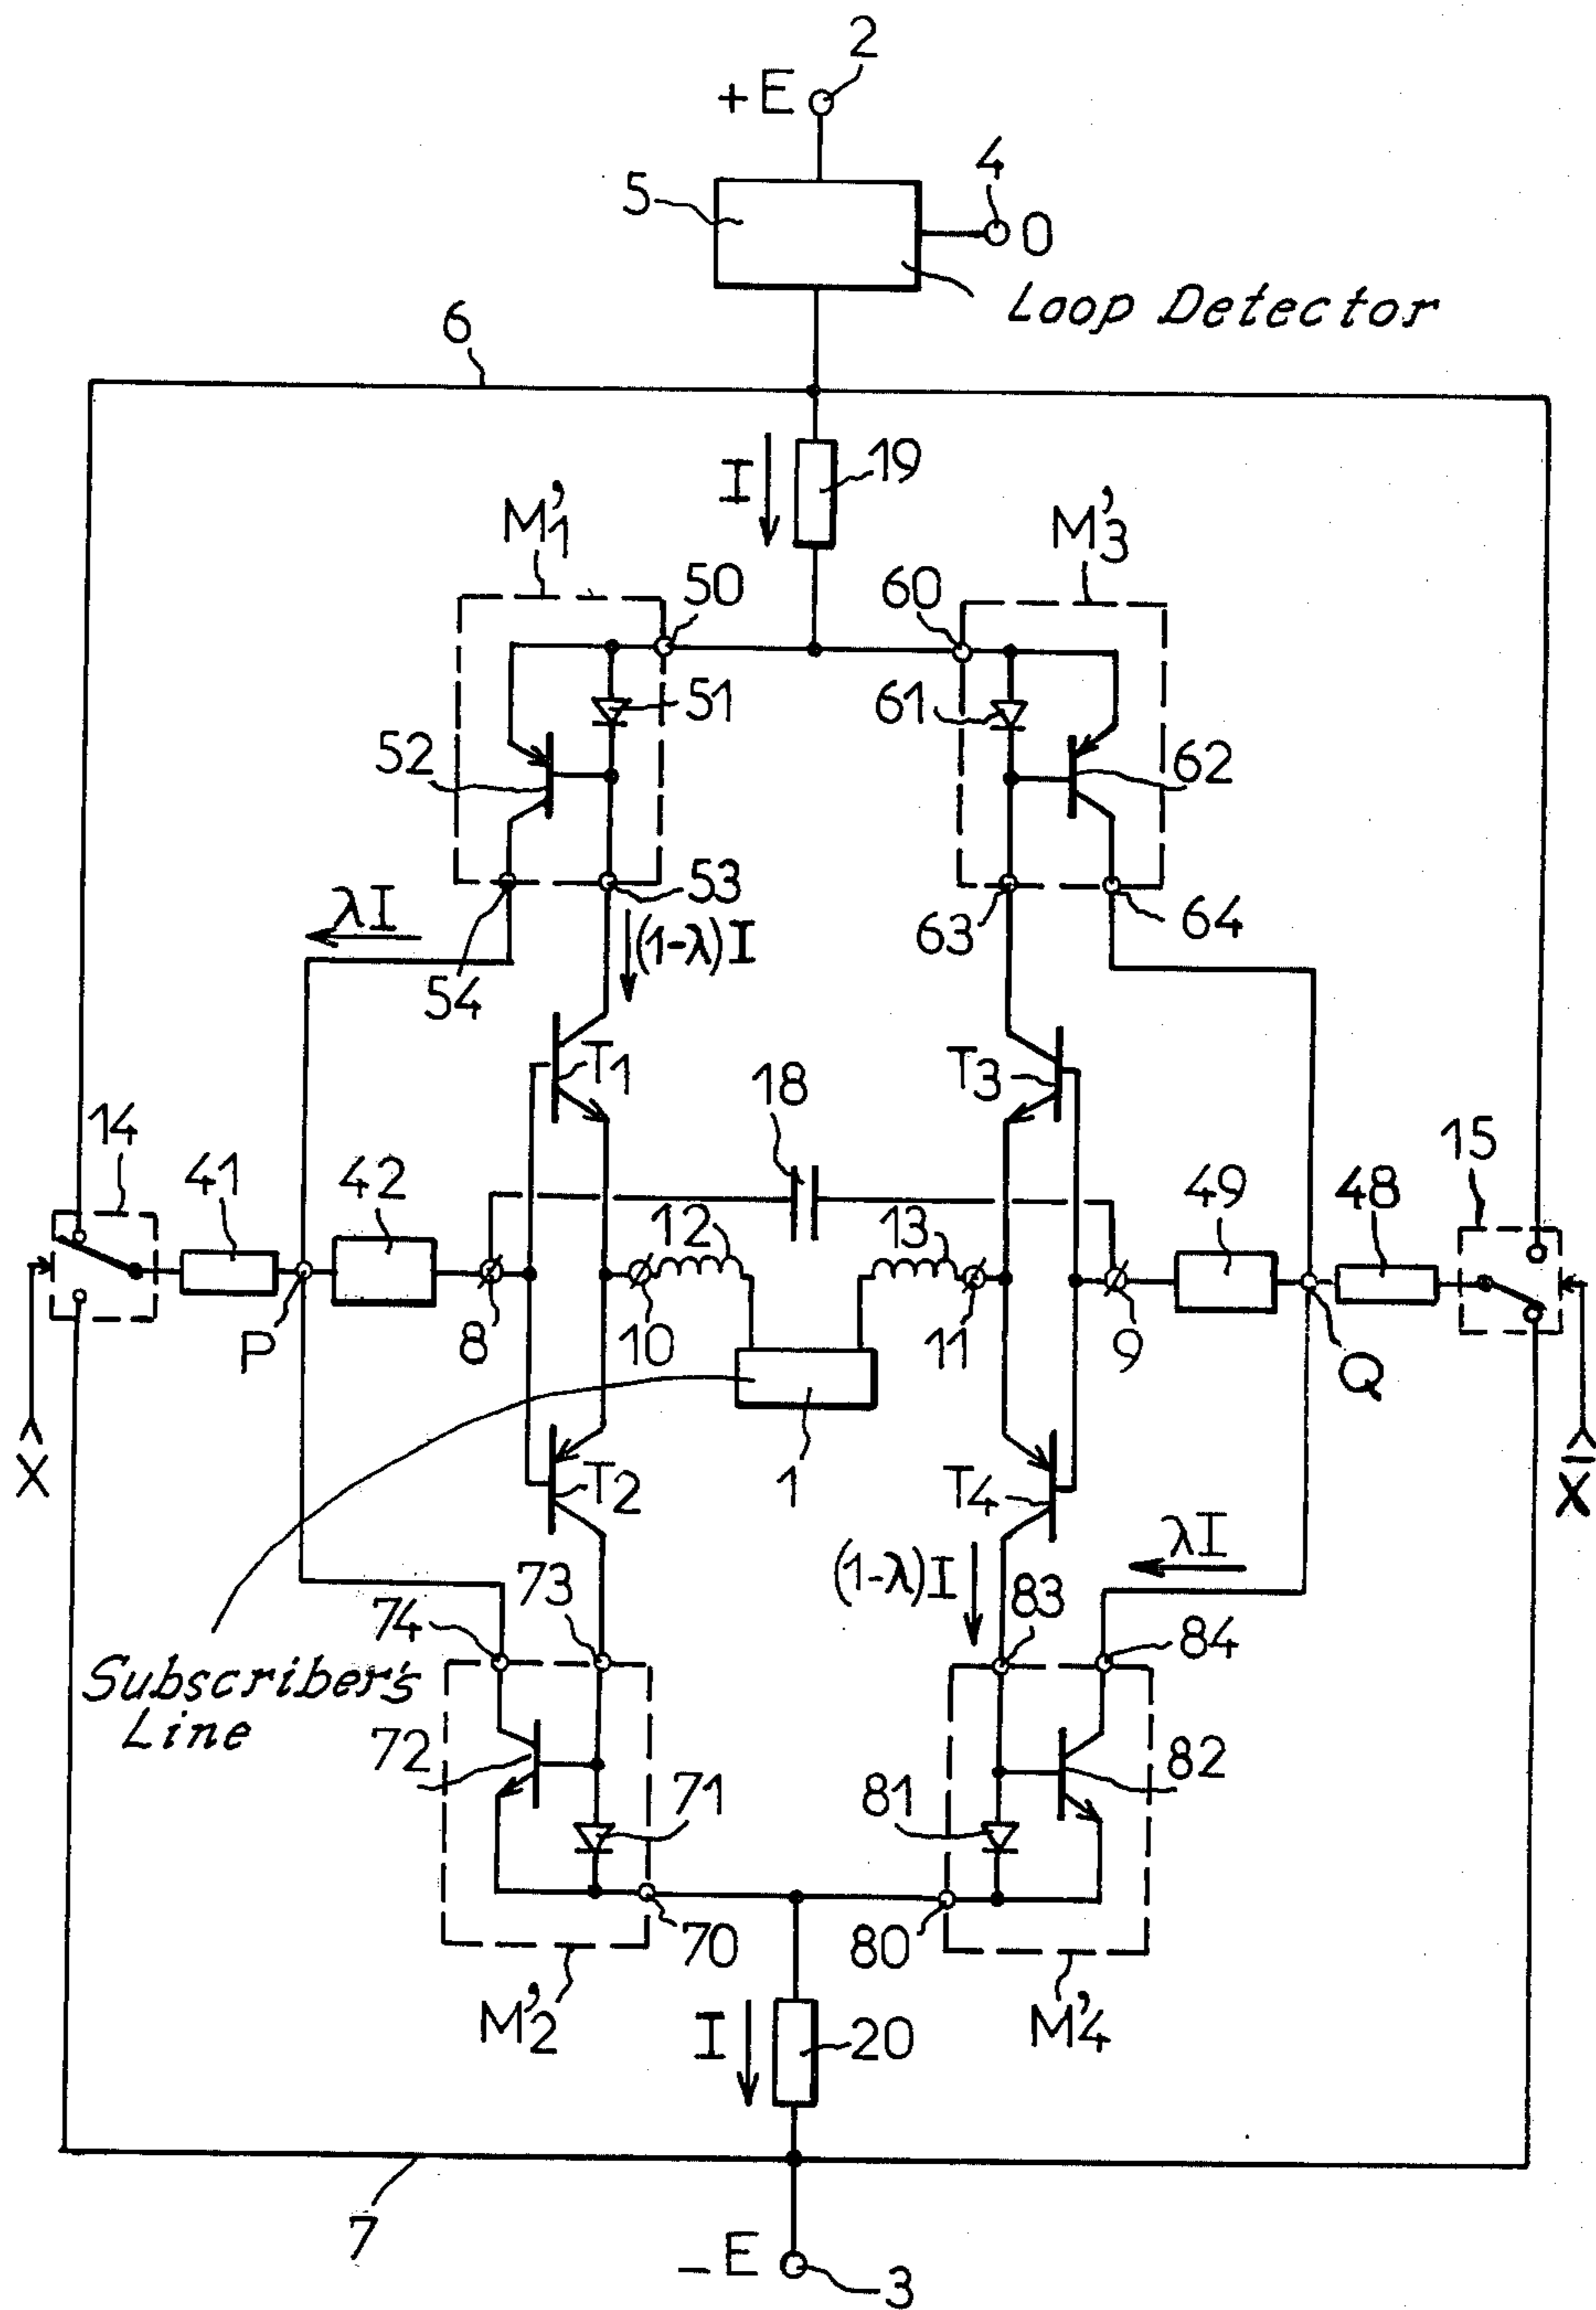 2
+E
4
5
O
Loop Detector
6
I
19
M'1
M'3
50
60
51
61
52
62
53
63
64
λI
(1-λ)I
54
T1
T3
18
14
15
41
42
12
13
49
48
P
8
10
11
9
Q
X
1
X̄
T2
T4
λI
(1-λ)I
73
83
74
84
Subscriber's
Line
72
71
81
82
70
80
M'2
M'4
I
20
7
-E
3